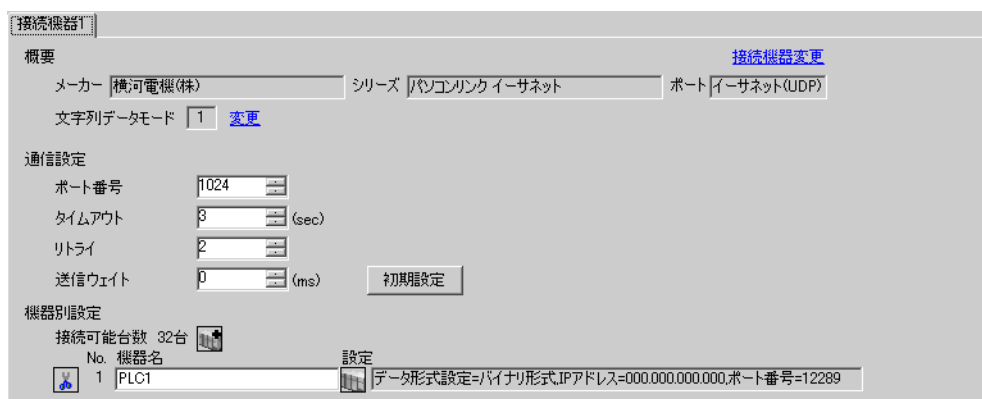 接続機器1
概要 接続機器変更
メーカー 横河電機(株) シリーズ パソコンリンク イーサネット ポート イーサネット(UDP)
文字列データモード 1 変更
通信設定
ポート番号 1024
タイムアウト 3 (sec)
リトライ 2
送信ウェイト 0 (ms) 初期設定
機器別設定
接続可能台数 32台
No. 機器名 設定
1 PLC1 データ形式設定=バイナリ形式,IPアドレス=000.000.000.000,ポート番号=12289